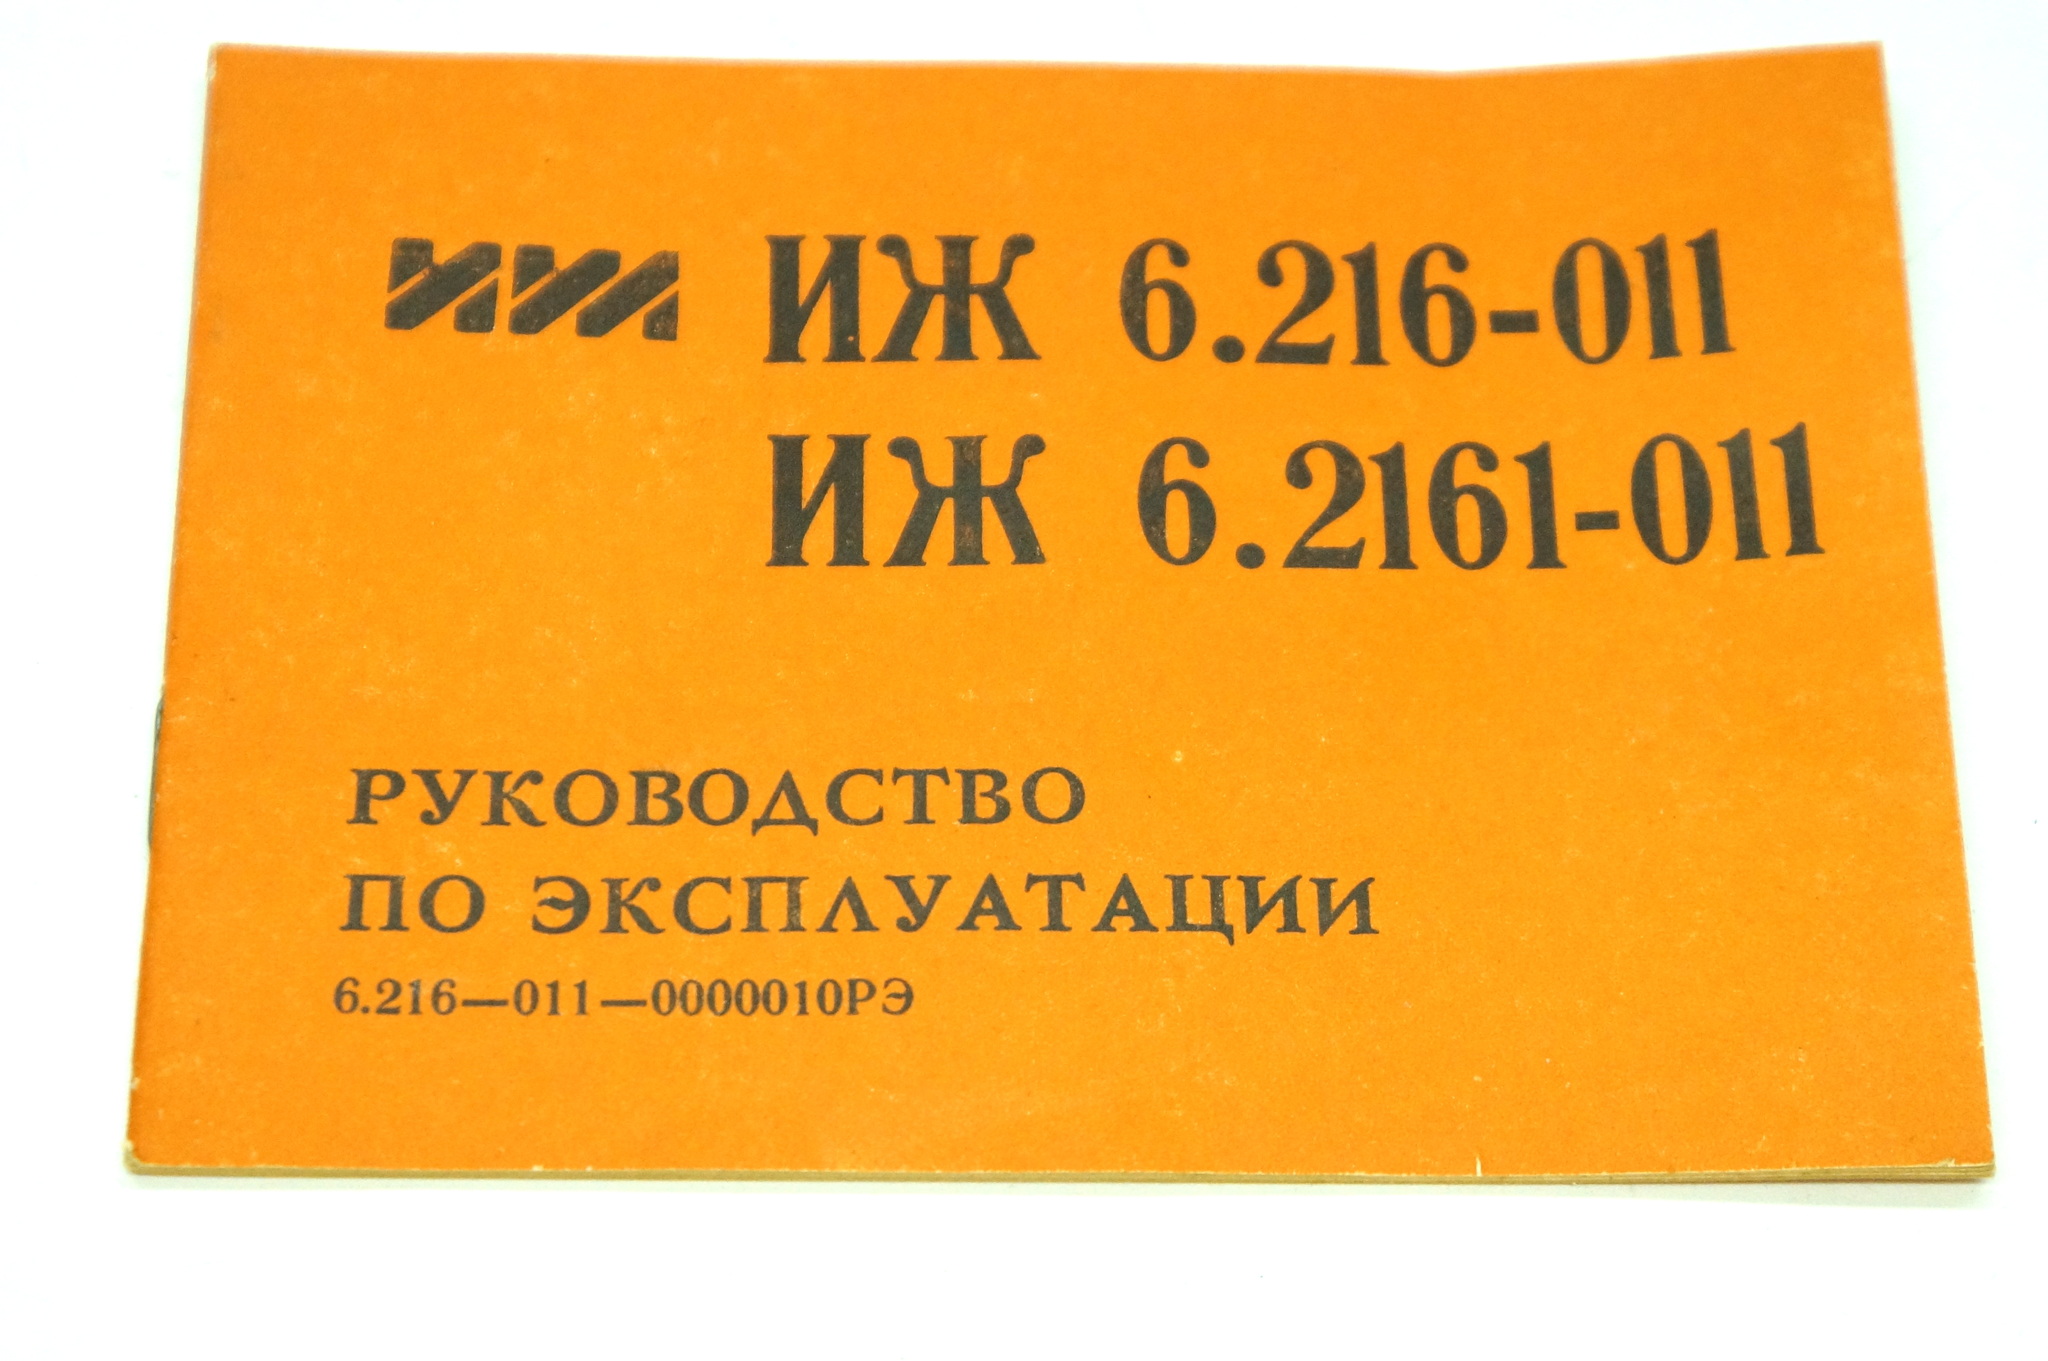 ИЖ 6.216-011
ИЖ 6.2161-011
РУКОВОДСТВО
ПО ЭКСПЛУАТАЦИИ
6.216—011—0000010РЭ